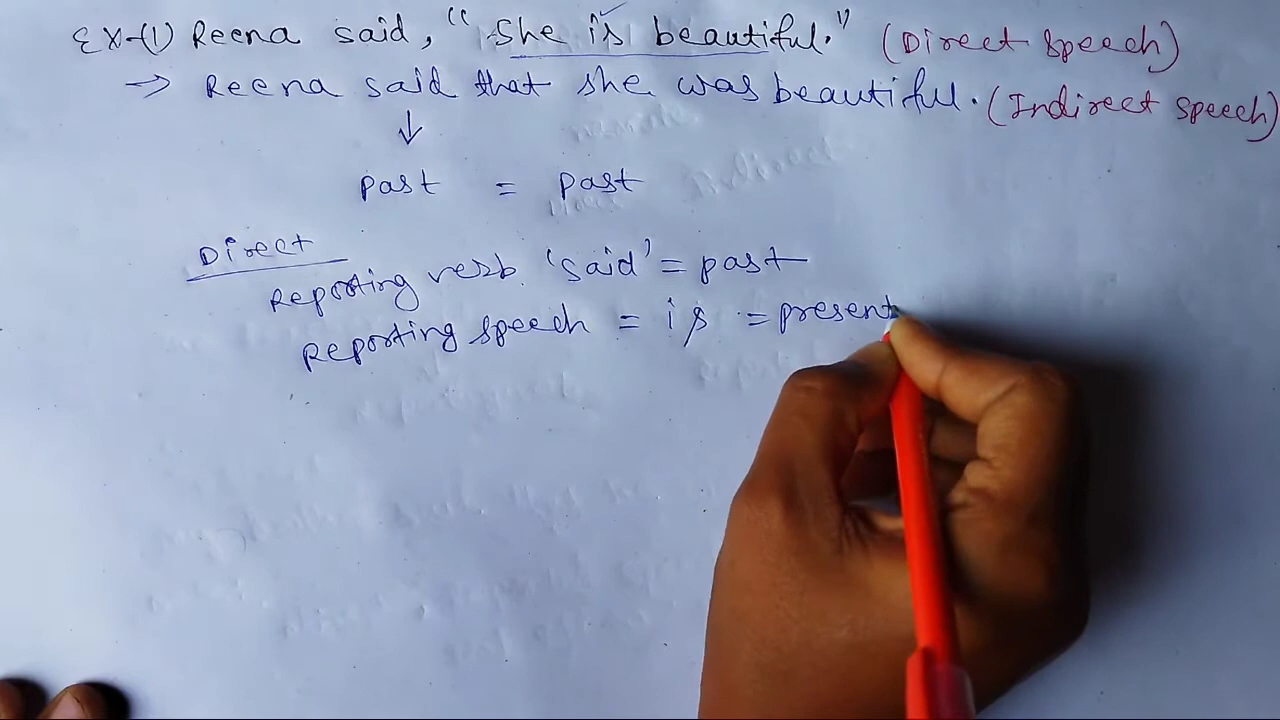 Ex-(1) Reena said, "She is beautiful." (Direct speech)
→ Reena said that she was beautiful. (Indirect speech)
↓
past = past
Direct
Reporting verb 'said' = past
Reporting speech = is = present